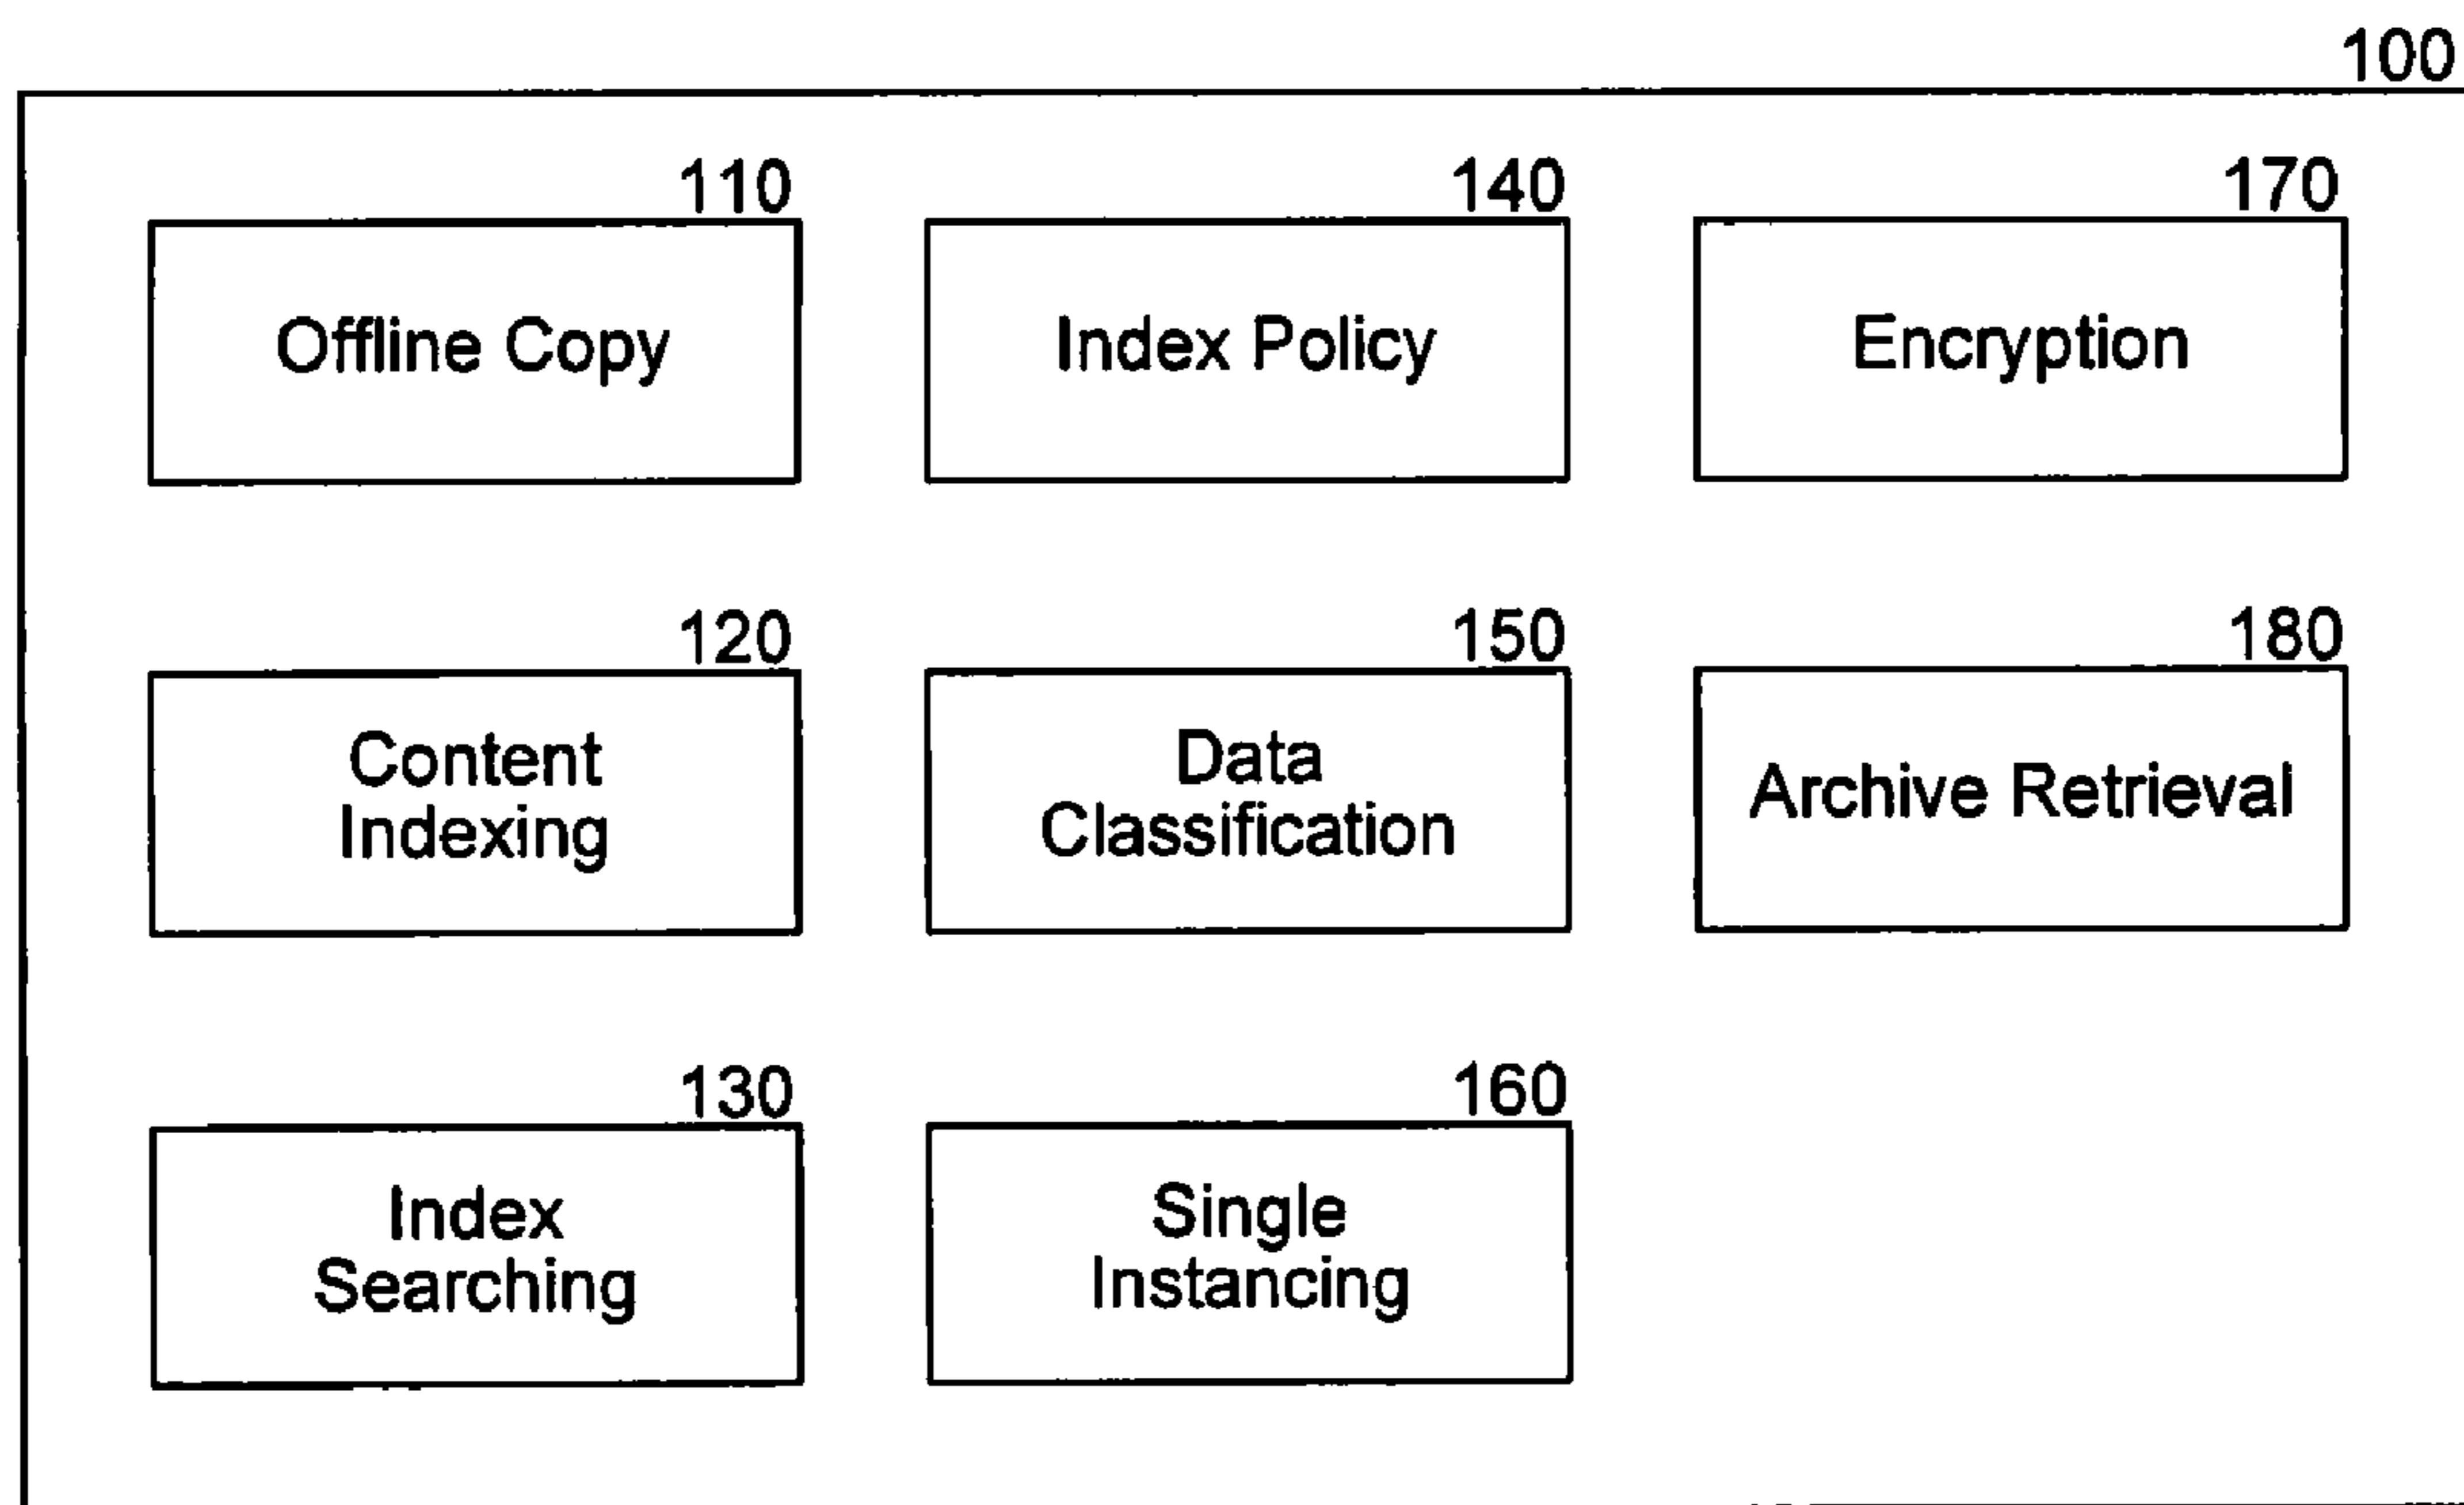 100
110
140
170
Offline Copy
Index Policy
Encryption
120
150
180
Content
Indexing
Data
Classification
Archive Retrieval
130
160
Index
Searching
Single
Instancing